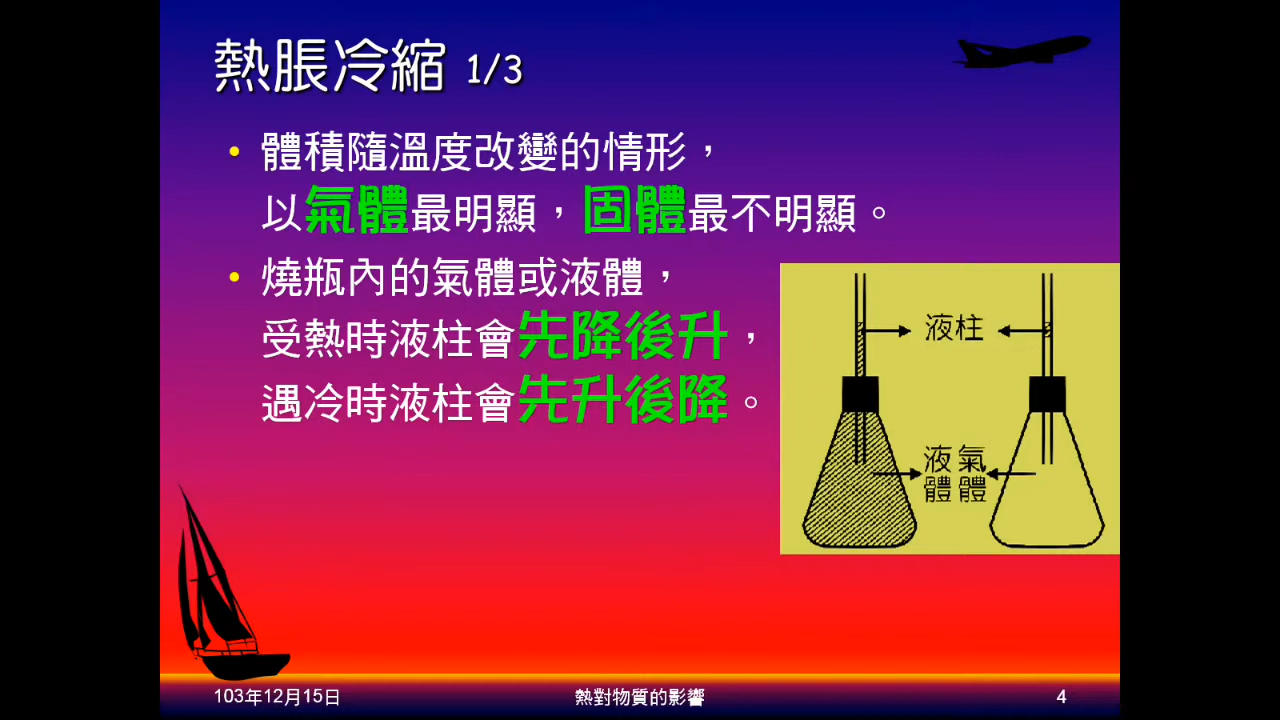 熱脹冷縮 1/3
• 體積隨溫度改變的情形，
以氣體最明顯，固體最不明顯。
• 燒瓶內的氣體或液體，
受熱時液柱會先降後升，
遇冷時液柱會先升後降。
液柱
液體
氣體
103年12月15日
熱對物質的影響
4